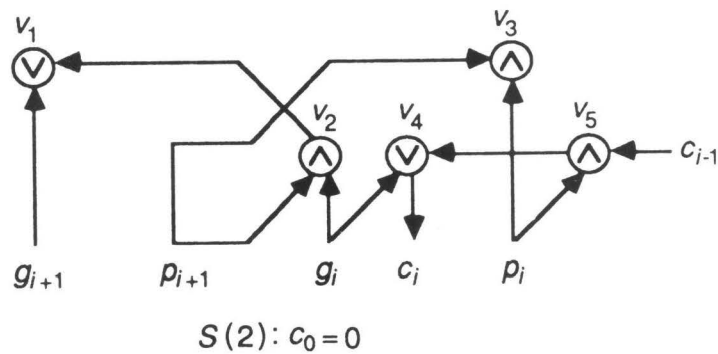 v₁ v₃
∨ ∧
v₂ v₄ v₅
∧ ∨ ∧ cᵢ₋₁
gᵢ₊₁ pᵢ₊₁ gᵢ cᵢ pᵢ
S(2): c₀ = 0